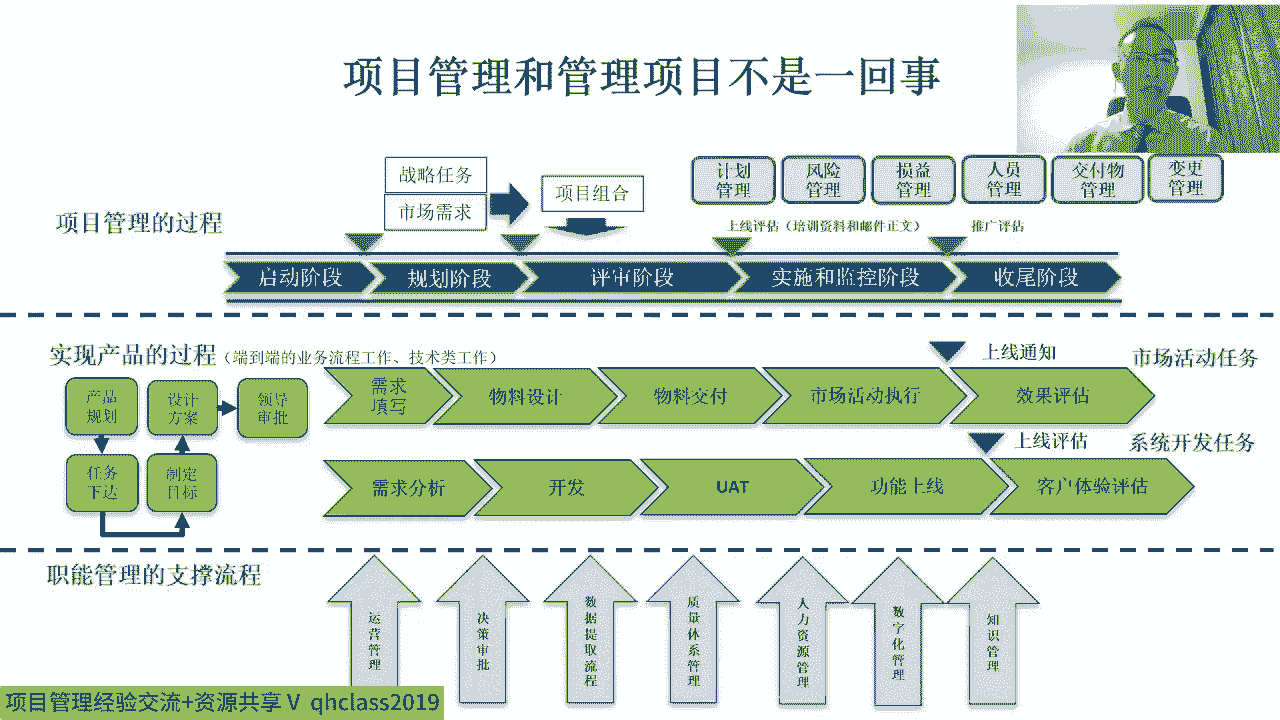 项目管理和管理项目不是一回事
战略任务
市场需求
项目组合
计划
管理
风险
管理
损益
管理
人员
管理
交付物
管理
变更
管理
项目管理的过程
上线评估（培训资料和邮件正文）
推广评估
启动阶段
规划阶段
评审阶段
实施和监控阶段
收尾阶段
实现产品的过程（端到端的业务流程工作、技术类工作）
上线通知
市场活动任务
产品
规划
设计
方案
领导
审批
任务
下达
制定
目标
需求
填写
物料设计
物料交付
市场活动执行
效果评估
上线评估
系统开发任务
需求分析
开发
UAT
功能上线
客户体验评估
职能管理的支撑流程
运营管理
决策审批
数据提取流程
质量体系管理
人力资源管理
数字化管理
知识管理
项目管理经验交流+资源共享 V qhclass2019